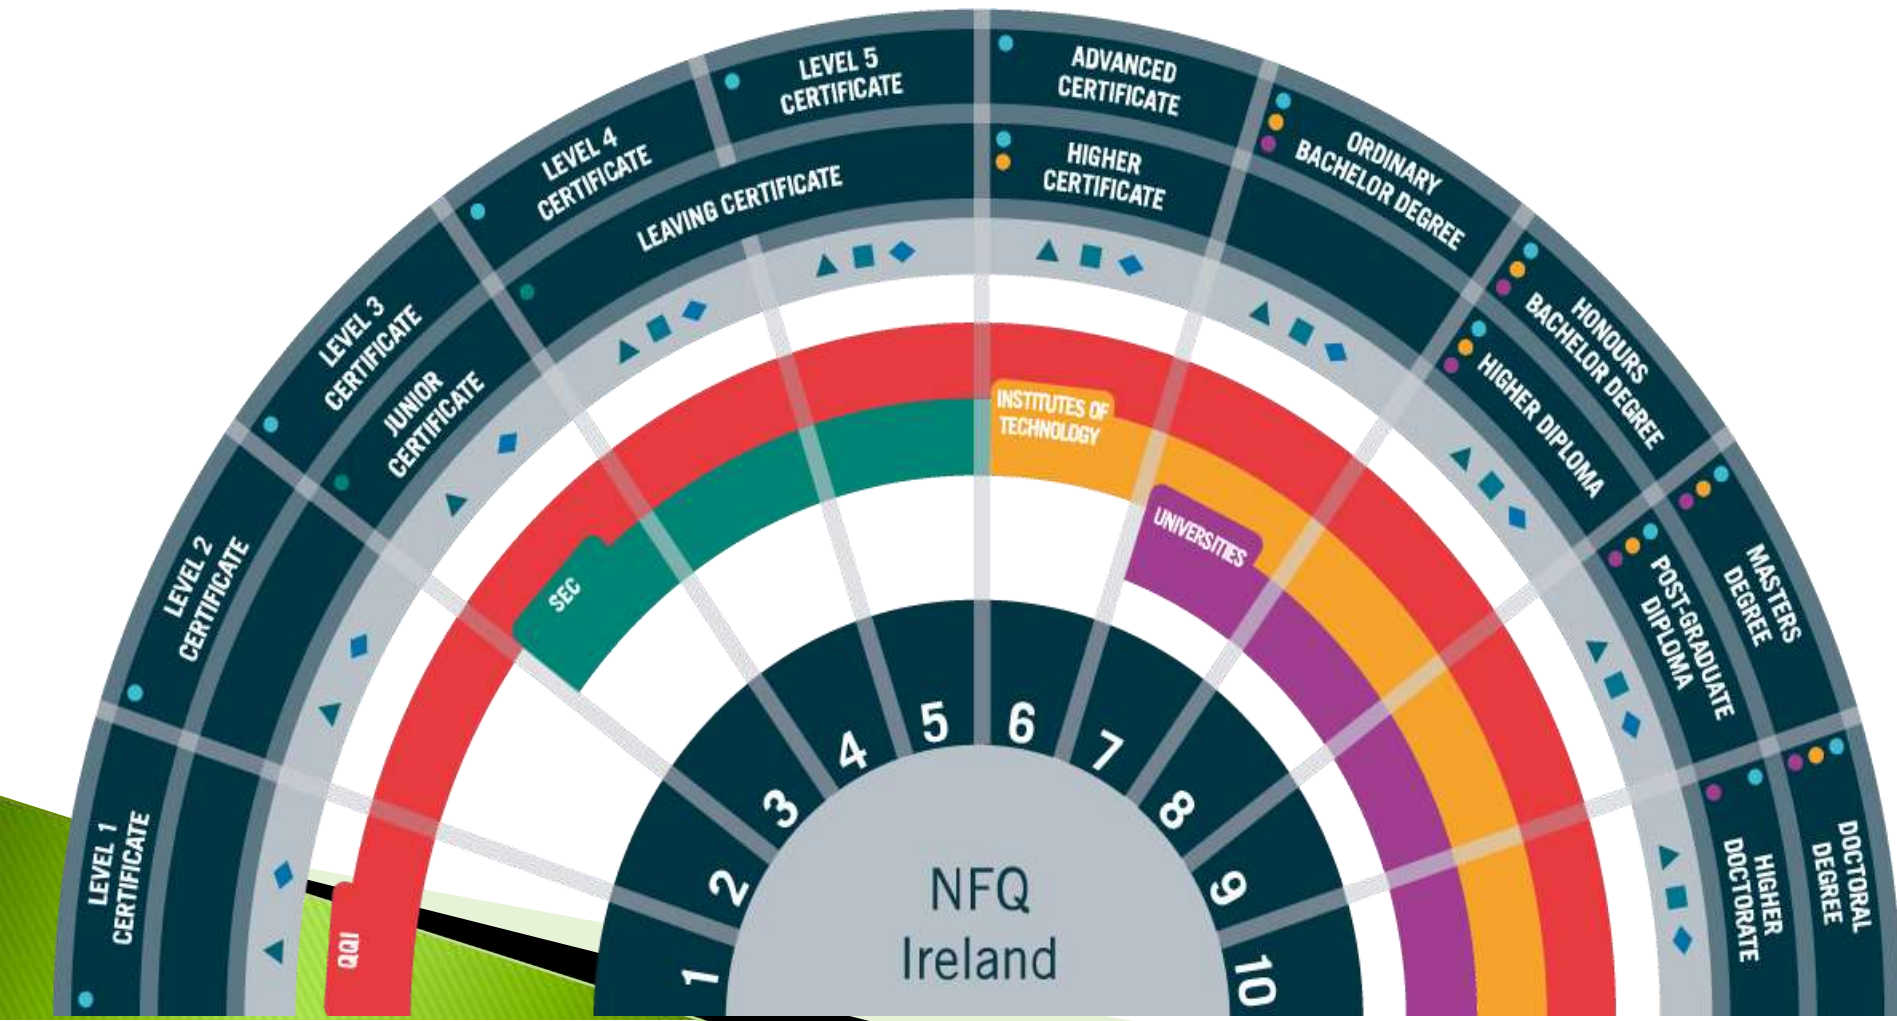 LEVEL 1
CERTIFICATE
LEVEL 2
CERTIFICATE
LEVEL 3
CERTIFICATE
JUNIOR
CERTIFICATE
LEVEL 4
CERTIFICATE
LEVEL 5
CERTIFICATE
LEAVING CERTIFICATE
ADVANCED
CERTIFICATE
HIGHER
CERTIFICATE
ORDINARY
BACHELOR DEGREE
HONOURS
BACHELOR DEGREE
HIGHER DIPLOMA
MASTERS
DEGREE
POST-GRADUATE
DIPLOMA
DOCTORAL
DEGREE
HIGHER
DOCTORATE
QQI
SEC
INSTITUTES OF
TECHNOLOGY
UNIVERSITIES
1
2
3
4
5
6
7
8
9
10
NFQ
Ireland